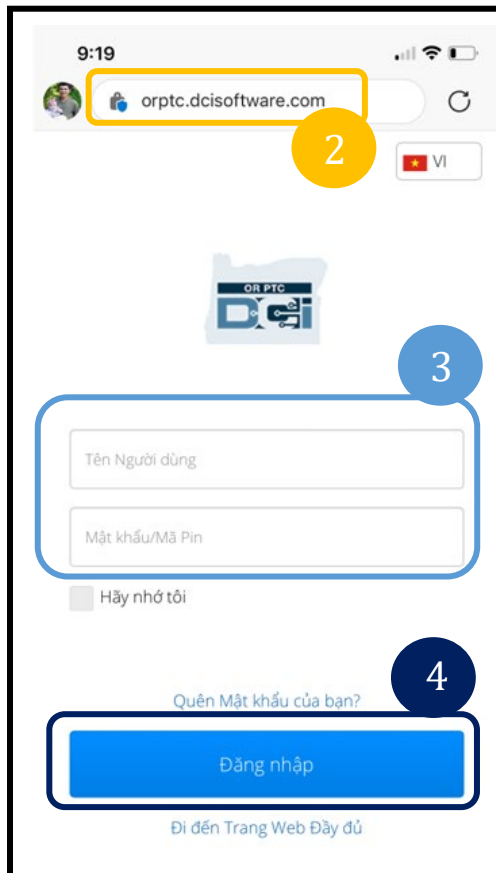 9:19
orptc.dcisoftware.com
2
VI
OR PTC
DCi
3
Tên Người dùng
Mật khẩu/Mã Pin
Hãy nhớ tôi
4
Quên Mật khẩu của bạn?
Đăng nhập
Đi đến Trang Web Đầy đủ